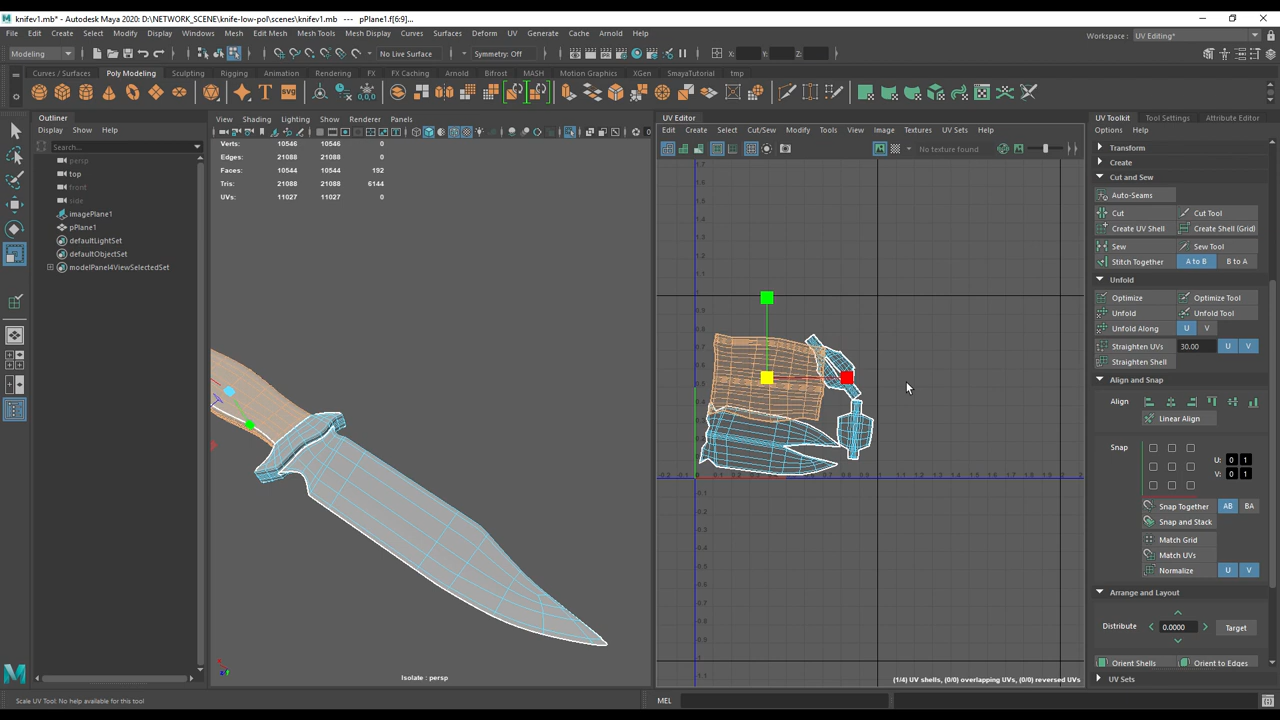 knifev1.mb* - Autodesk Maya 2020: D:\NETWORK_SCENE\knife-low-pol\scenes\knifev1.mb --- pPlane1.f[6:9]...
File Edit Create Select Modify Display Windows Mesh Edit Mesh Mesh Tools Mesh Display Curves Surfaces Deform UV Generate Cache Arnold Help
Workspace : UV Editing*
Modeling No Live Surface Symmetry: Off X: Y: Z:
Curves / Surfaces Poly Modeling Sculpting Rigging Animation Rendering FX FX Caching Arnold Bifrost MASH Motion Graphics XGen SmayaTutorial tmp
Outliner
Display Show Help
Search...
persp
top
front
side
imagePlane1
pPlane1
defaultLightSet
defaultObjectSet
modelPanel4ViewSelectedSet
View Shading Lighting Show Renderer Panels
Verts: 10546 10546 0
Edges: 21088 21088 0
Faces: 10544 10544 192
Tris: 21088 21088 6144
UVs: 11027 11027 0
Isolate : persp
UV Editor
Edit Create Select Cut/Sew Modify Tools View Image Textures UV Sets Help
No texture found
(1/4) UV shells, (0/0) overlapping UVs, (0/0) reversed UVs
UV Toolkit Tool Settings Attribute Editor
Options Help
Transform
Create
Cut and Sew
Auto-Seams
Cut Cut Tool
Create UV Shell Create Shell (Grid)
Sew Sew Tool
Stitch Together A to B B to A
Unfold
Optimize Optimize Tool
Unfold Unfold Tool
Unfold Along U V
Straighten UVs 30.00 U V
Straighten Shell
Align and Snap
Align
Linear Align
Snap
U: 0 1
V: 0 1
Snap Together AB BA
Snap and Stack
Match Grid
Match UVs
Normalize U V
Arrange and Layout
Distribute 0.0000 Target
Orient Shells Orient to Edges
UV Sets
Scale UV Tool: No help available for this tool
MEL